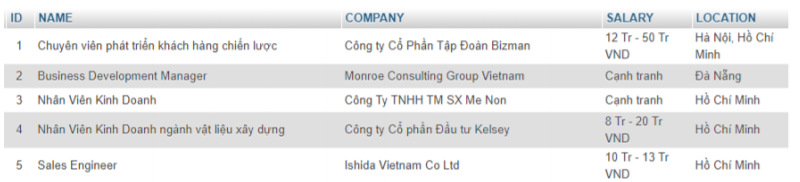 ID NAME COMPANY SALARY LOCATION
1 Chuyên viên phát triển khách hàng chiến lược Công ty Cổ Phần Tập Đoàn Bizman 12 Tr - 50 Tr VND Hà Nội, Hồ Chí Minh
2 Business Development Manager Monroe Consulting Group Vietnam Cạnh tranh Đà Nẵng
3 Nhân Viên Kinh Doanh Công Ty TNHH TM SX Me Non Cạnh tranh Hồ Chí Minh
4 Nhân Viên Kinh Doanh ngành vật liệu xây dựng Công ty Cổ phần Đầu tư Kelsey 8 Tr - 20 Tr VND Hồ Chí Minh
5 Sales Engineer Ishida Vietnam Co Ltd 10 Tr - 13 Tr VND Hồ Chí Minh